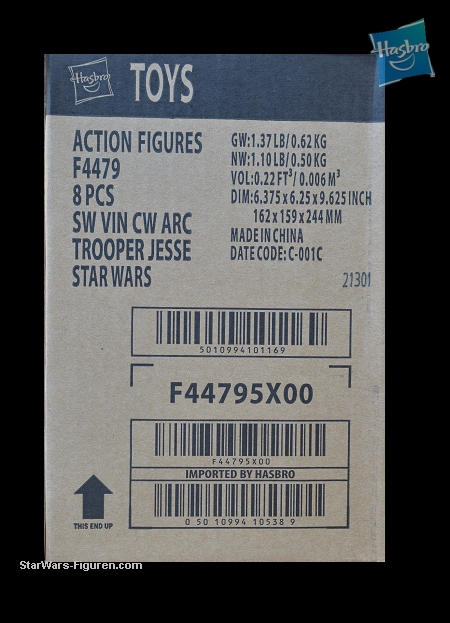 Hasbro
Hasbro
TOYS
ACTION FIGURES
F4479
8 PCS
SW VIN CW ARC
TROOPER JESSE
STAR WARS
GW:1.37 LB/0.62 KG
NW:1.10 LB/0.50 KG
VOL:0.22 FT³/0.006 M³
DIM:6.375 x 6.25 x 9.625 INCH
162 x 159 x 244 MM
MADE IN CHINA
DATE CODE: C-001C
21301
5010994101169
F44795X00
F44795X00
IMPORTED BY HASBRO
0 50 10994 10538 9
THIS END UP
StarWars-Figuren.com